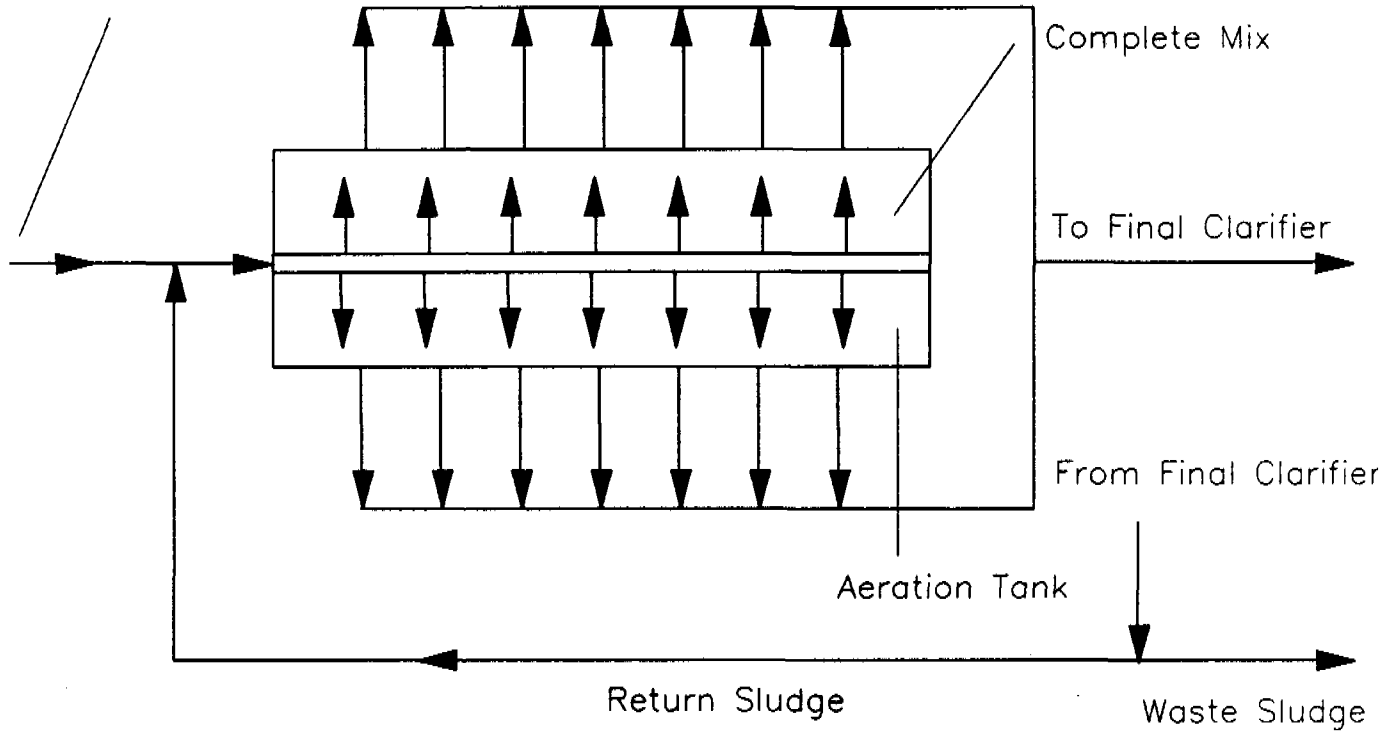 Complete Mix
To Final Clarifier
From Final Clarifier
Aeration Tank
Return Sludge
Waste Sludge